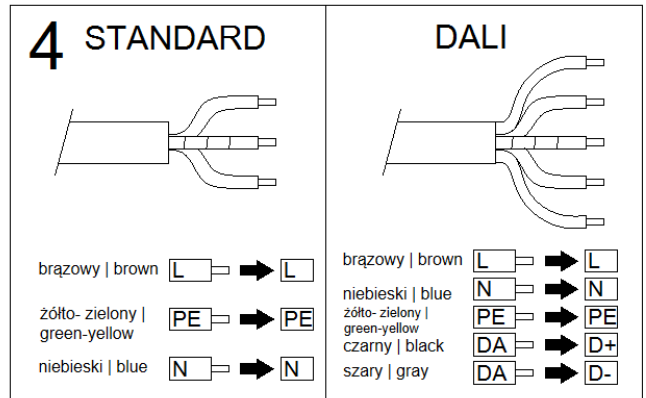 4 STANDARD
brązowy | brown L L
żółto- zielony |
green-yellow PE PE
niebieski | blue N N
DALI
brązowy | brown L L
niebieski | blue N N
żółto- zielony |
green-yellow PE PE
czarny | black DA D+
szary | gray DA D-